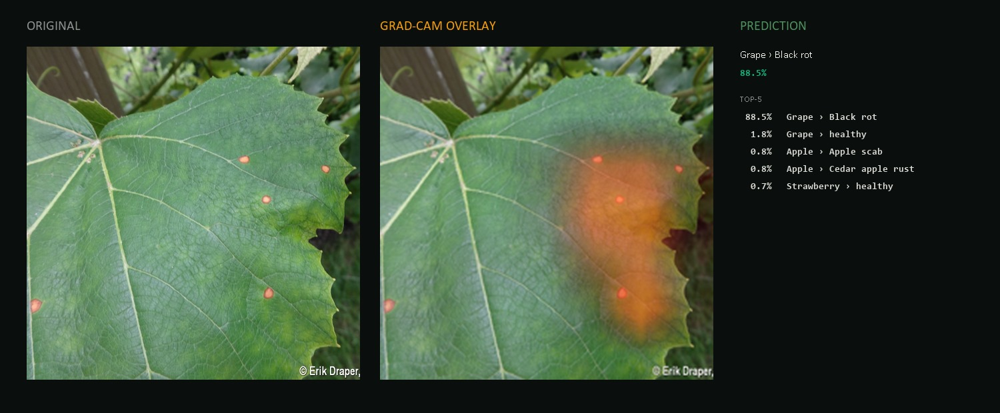 ORIGINAL
GRAD-CAM OVERLAY
PREDICTION
Grape › Black rot
88.5%
TOP-5
88.5% Grape › Black rot
1.8% Grape › healthy
0.8% Apple › Apple scab
0.8% Apple › Cedar apple rust
0.7% Strawberry › healthy
© Erik Draper,
© Erik Draper,